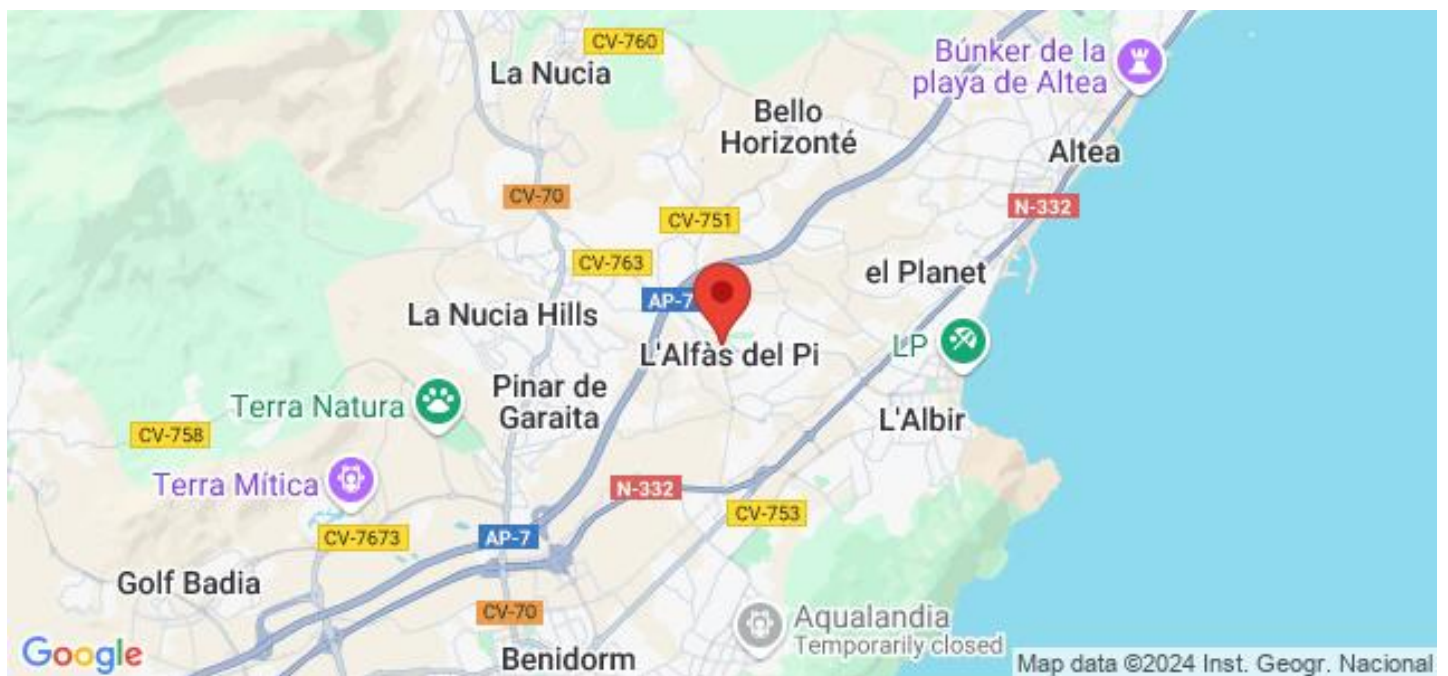 CV-760
La Nucia
Búnker de la
playa de Altea
Bello
Horizonté
Altea
CV-70
N-332
CV-751
CV-763
el Planet
AP-7
La Nucia Hills
L'Alfàs del Pi
LP
Pinar de
Garaita
Terra Natura
L'Albir
CV-758
Terra Mítica
N-332
CV-753
CV-7673
AP-7
Golf Badia
CV-70
Aqualandia
Temporarily closed
Benidorm
Google
Map data ©2024 Inst. Geogr. Nacional